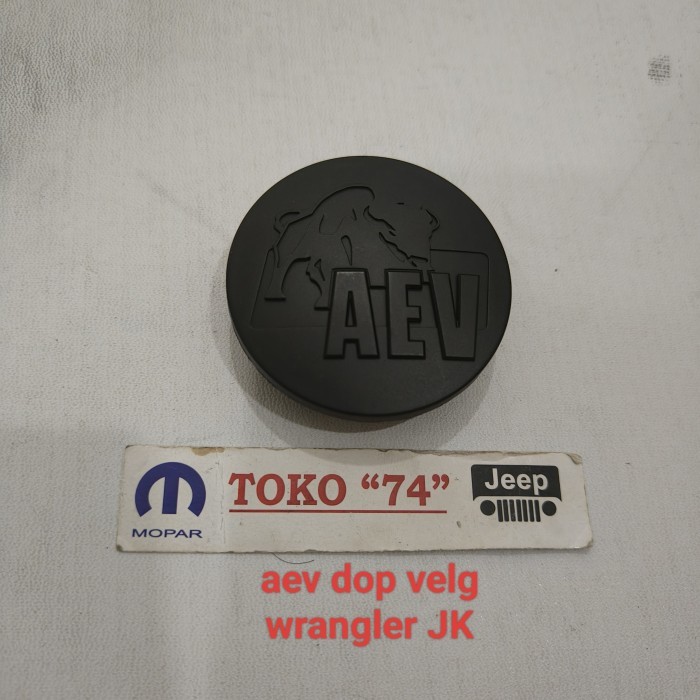 AEV
MOPAR
TOKO “74”
Jeep
aev dop velg
wrangler JK